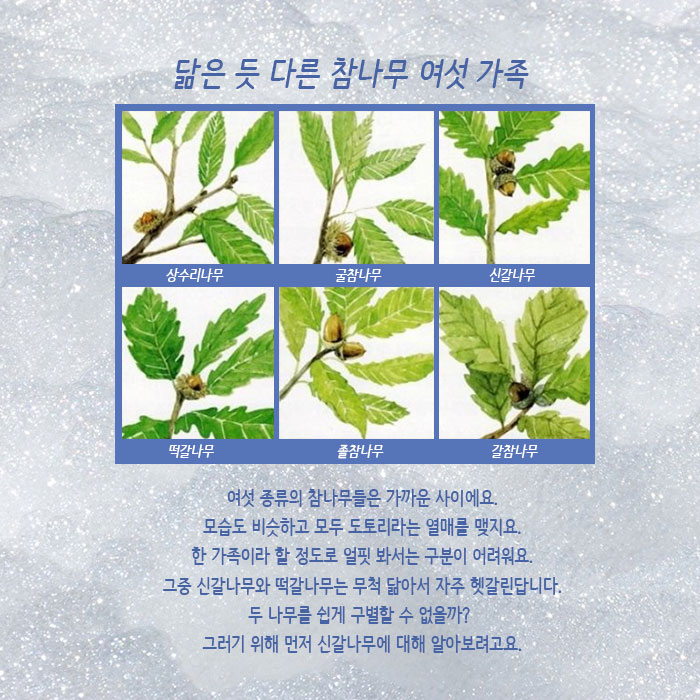 닮은 듯 다른 참나무 여섯 가족
상수리나무
굴참나무
신갈나무
떡갈나무
졸참나무
갈참나무
여섯 종류의 참나무들은 가까운 사이에요.
모습도 비슷하고 모두 도토리라는 열매를 맺지요.
한 가족이라 할 정도로 얼핏 봐서는 구분이 어려워요.
그중 신갈나무와 떡갈나무는 무척 닮아서 자주 헷갈린답니다.
두 나무를 쉽게 구별할 수 없을까?
그러기 위해 먼저 신갈나무에 대해 알아보려고요.